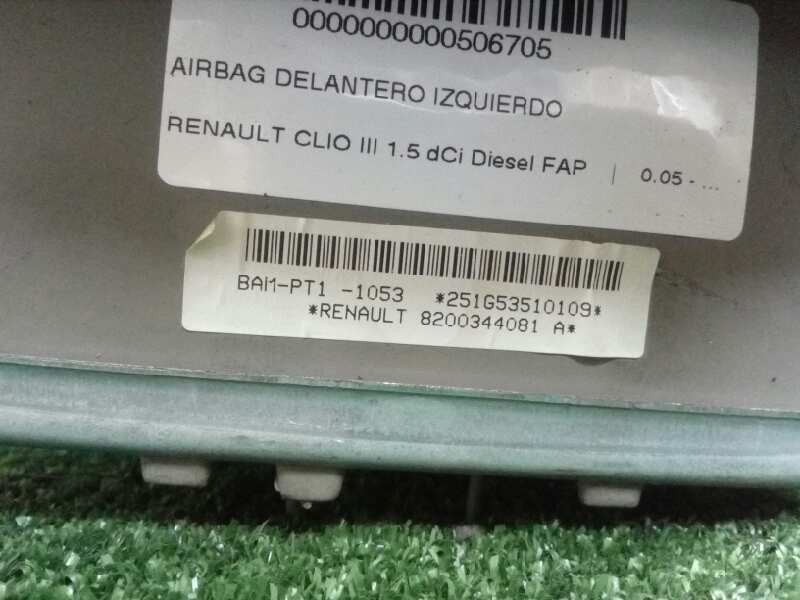 0000000000506705
AIRBAG DELANTERO IZQUIERDO
RENAULT CLIO III 1.5 dCi Diesel FAP | 0.05 - ...
BAM-PT1 -1053 *251G53510109*
*RENAULT 8200344081 A*